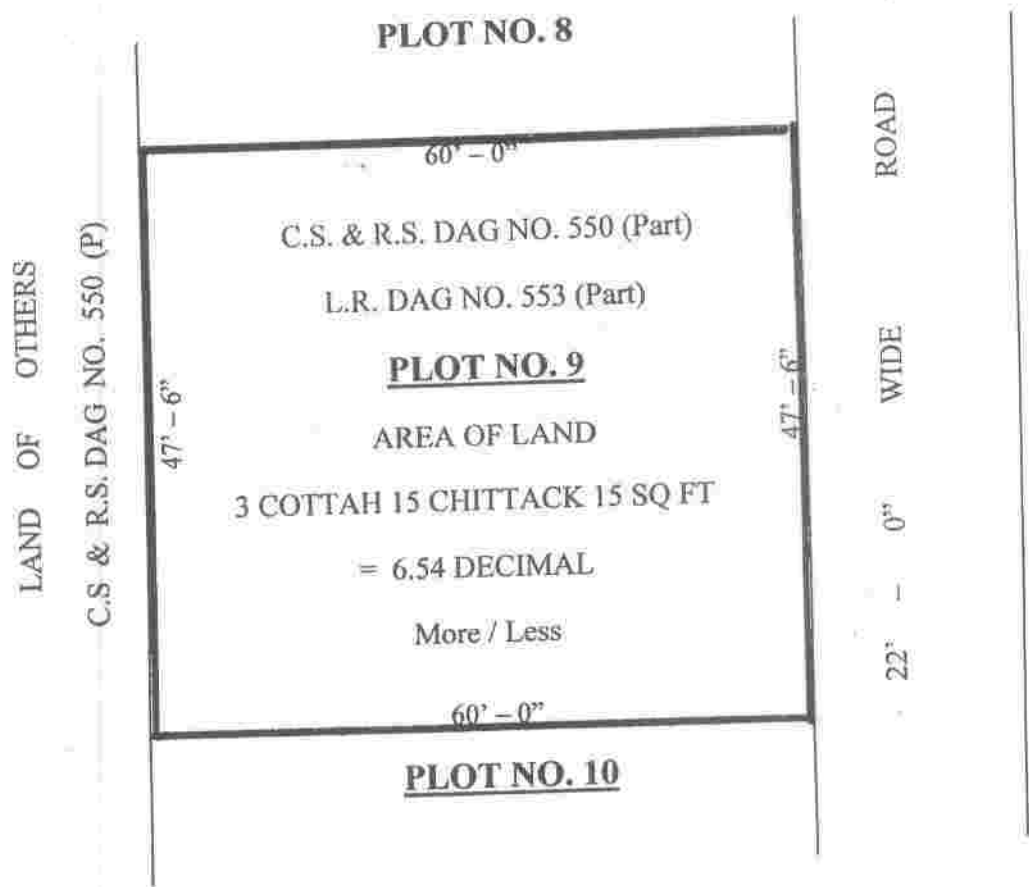 PLOT NO. 8
60' – 0"
C.S. & R.S. DAG NO. 550 (Part)
L.R. DAG NO. 553 (Part)
PLOT NO. 9
AREA OF LAND
3 COTTAH 15 CHITTACK 15 SQ FT
= 6.54 DECIMAL
More / Less
60' – 0"
PLOT NO. 10
LAND OF OTHERS
C.S & R.S. DAG NO. 550 (P)
47' – 6"
47' – 6"
22' – 0" WIDE ROAD